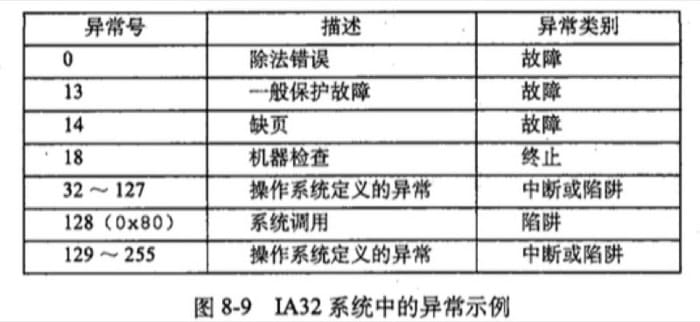 异常号 描述 异常类别
0 除法错误 故障
13 一般保护故障 故障
14 缺页 故障
18 机器检查 终止
32～127 操作系统定义的异常 中断或陷阱
128（0x80） 系统调用 陷阱
129～255 操作系统定义的异常 中断或陷阱
图 8-9 IA32 系统中的异常示例